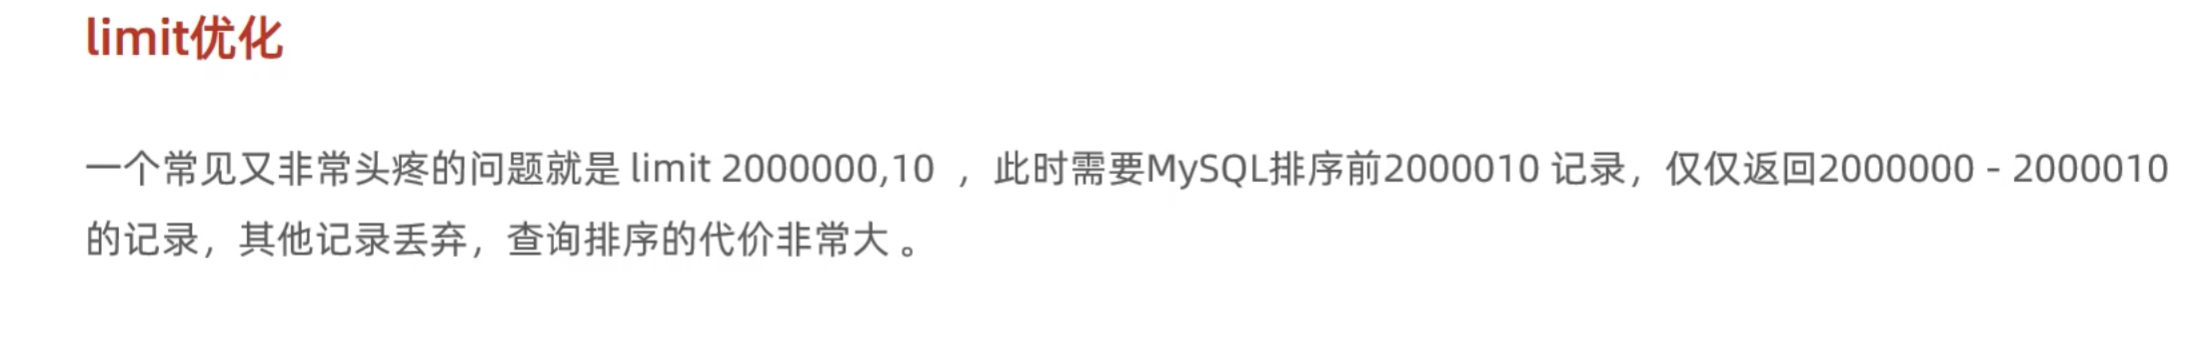 limit优化
一个常见又非常头疼的问题就是 limit 2000000,10 ，此时需要MySQL排序前2000010 记录，仅仅返回2000000 - 2000010
的记录，其他记录丢弃，查询排序的代价非常大 。